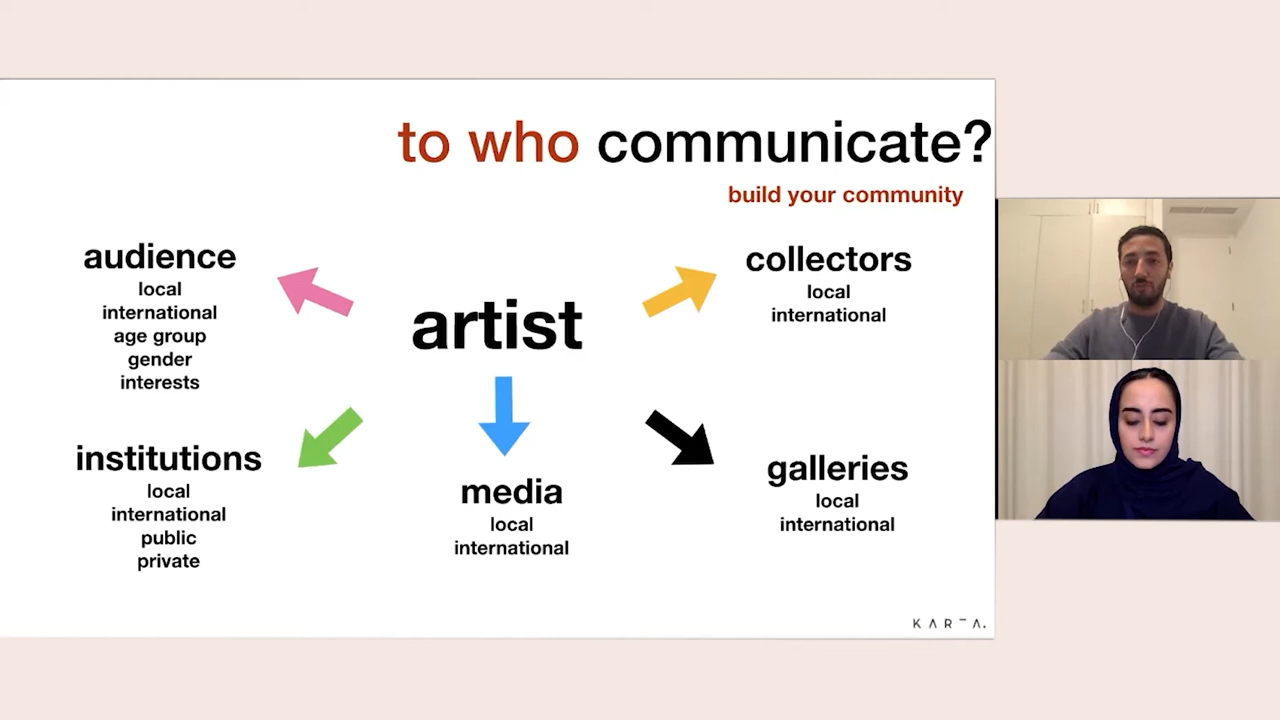 to who communicate?
build your community
audience
local
international
age group
gender
interests
artist
collectors
local
international
institutions
local
international
public
private
media
local
international
galleries
local
international
KARTA.